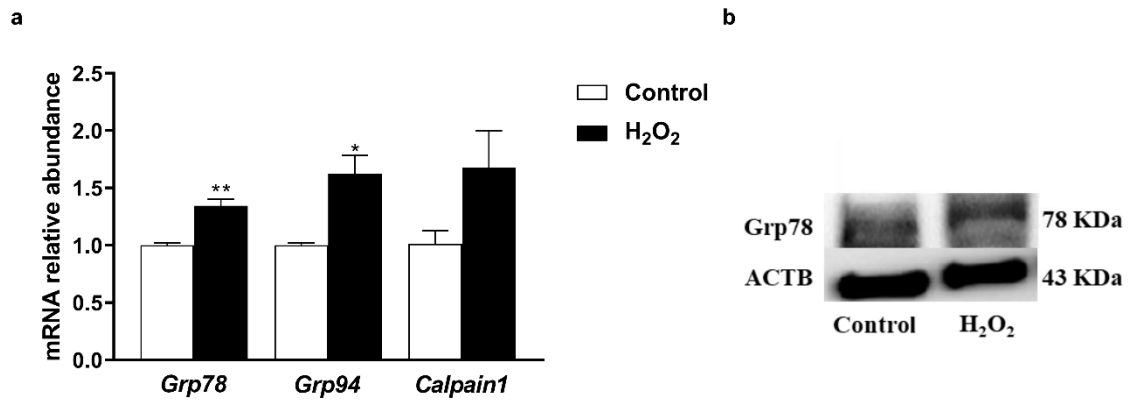 a
mRNA relative abundance
2.5
2.0
1.5
1.0
0.5
0.0
**
*
Grp78 Grp94 Calpain1
Control
H₂O₂
b
Grp78 78 KDa
ACTB 43 KDa
Control H₂O₂